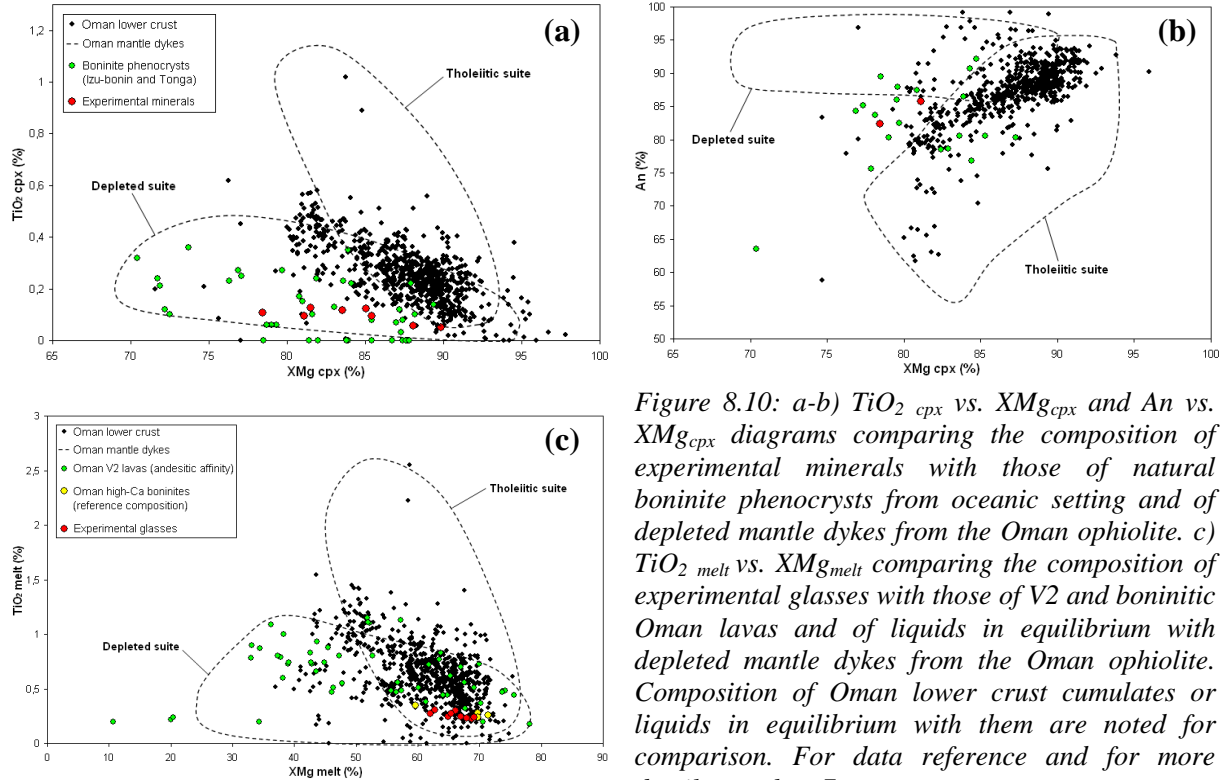 (a)
Oman lower crust
Oman mantle dykes
Boninite phenocrysts
(Izu-bonin and Tonga)
Experimental minerals
Tholeiitic suite
Depleted suite
TiO2 cpx (%)
1,2
1
0,8
0,6
0,4
0,2
0
65 70 75 80 85 90 95 100
XMg cpx (%)
(b)
Depleted suite
Tholeiitic suite
An (%)
100
95
90
85
80
75
70
65
60
55
50
65 70 75 80 85 90 95 100
XMg cpx (%)
(c)
Oman lower crust
Oman mantle dykes
Oman V2 lavas (andesitic affinity)
Oman high-Ca boninites
(reference composition)
Experimental glasses
Tholeiitic suite
Depleted suite
TiO2 melt (%)
3
2,5
2
1,5
1
0,5
0
0 10 20 30 40 50 60 70 80 90
XMg melt (%)
Figure 8.10: a-b) TiO2 cpx vs. XMgcpx and An vs.
XMgcpx diagrams comparing the composition of
experimental minerals with those of natural
boninite phenocrysts from oceanic setting and of
depleted mantle dykes from the Oman ophiolite. c)
TiO2 melt vs. XMgmelt comparing the composition of
experimental glasses with those of V2 and boninitic
Oman lavas and of liquids in equilibrium with
depleted mantle dykes from the Oman ophiolite.
Composition of Oman lower crust cumulates or
liquids in equilibrium with them are noted for
comparison. For data reference and for more